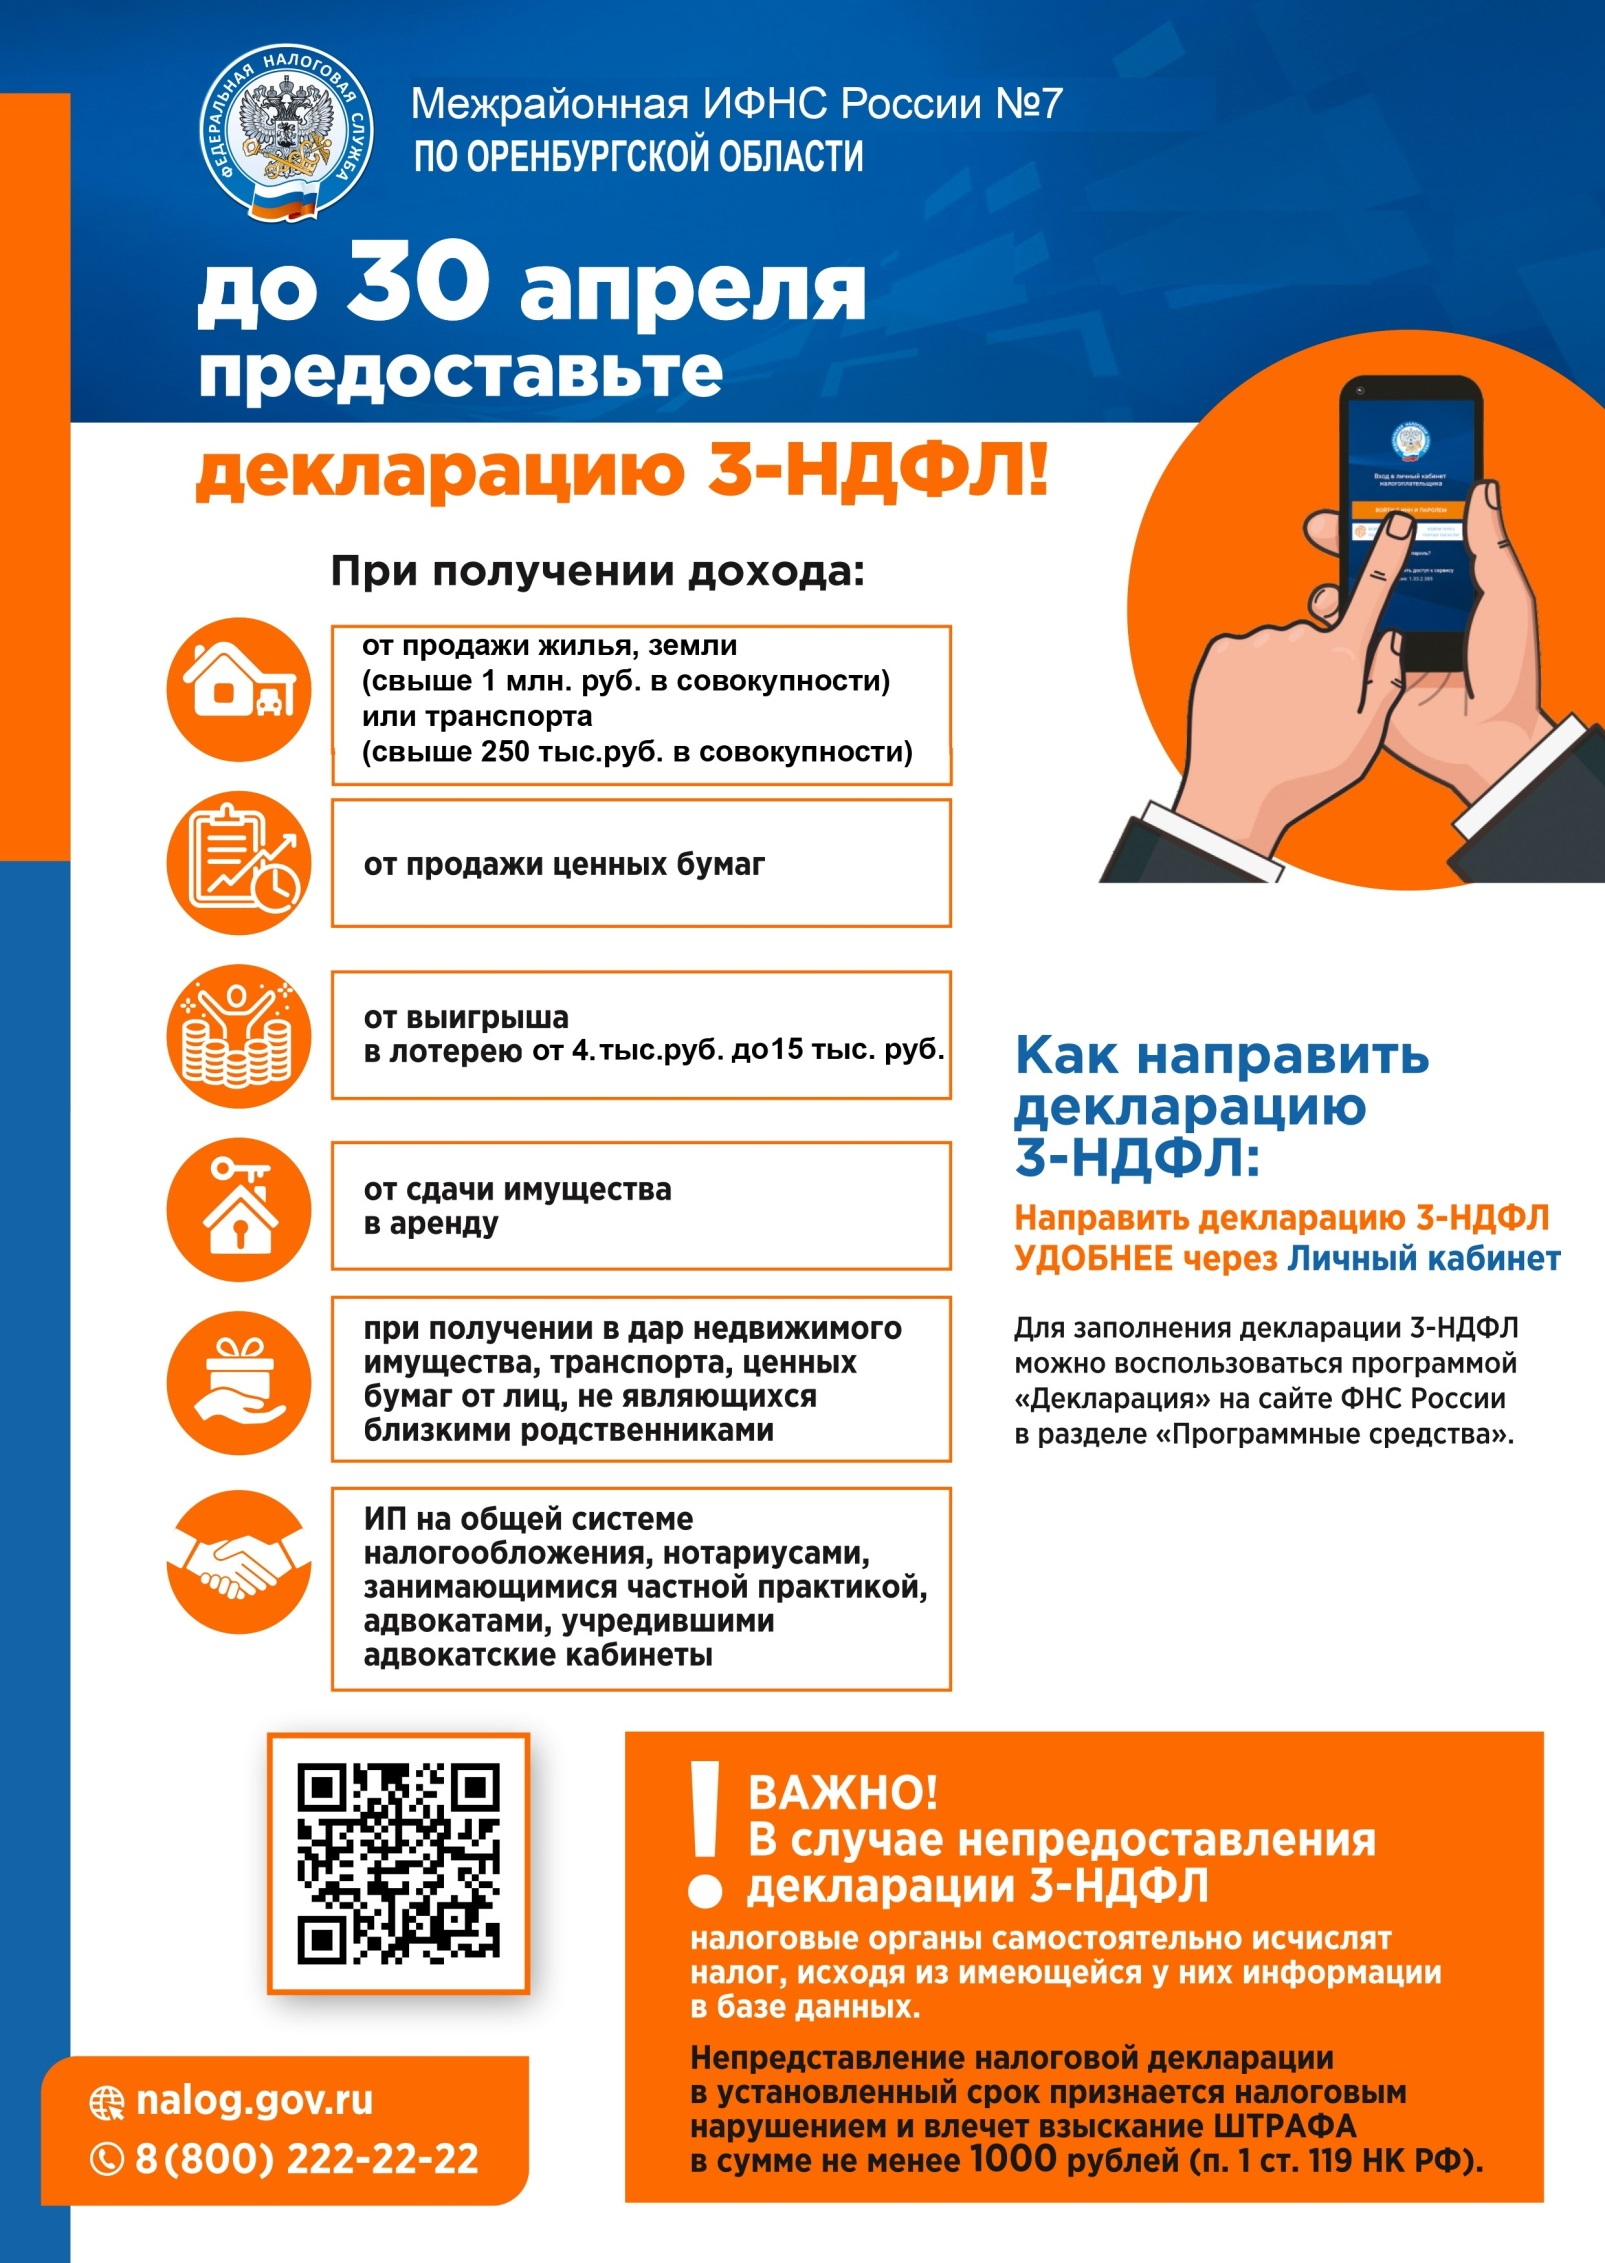 ФЕДЕРАЛЬНАЯ НАЛОГОВАЯ СЛУЖБА
Межрайонная ИФНС России №7
ПО ОРЕНБУРГСКОЙ ОБЛАСТИ
до 30 апреля
предоставьте
декларацию 3-НДФЛ!
Вход в личный кабинет
налогоплательщика
При получении дохода:
от продажи жилья, земли
(свыше 1 млн. руб. в совокупности)
или транспорта
(свыше 250 тыс.руб. в совокупности)
от продажи ценных бумаг
от выигрыша
в лотерею от 4.тыс.руб. до15 тыс. руб.
от сдачи имущества
в аренду
при получении в дар недвижимого
имущества, транспорта, ценных
бумаг от лиц, не являющихся
близкими родственниками
ИП на общей системе
налогообложения, нотариусами,
занимающимися частной практикой,
адвокатами, учредившими
адвокатские кабинеты
Как направить
декларацию
3-НДФЛ:
Направить декларацию 3-НДФЛ
УДОБНЕЕ через Личный кабинет
Для заполнения декларации 3-НДФЛ
можно воспользоваться программой
«Декларация» на сайте ФНС России
в разделе «Программные средства».
! ВАЖНО!
В случае непредоставления
декларации 3-НДФЛ
налоговые органы самостоятельно исчислят
налог, исходя из имеющейся у них информации
в базе данных.
Непредставление налоговой декларации
в установленный срок признается налоговым
нарушением и влечет взыскание ШТРАФА
в сумме не менее 1000 рублей (п. 1 ст. 119 НК РФ).
nalog.gov.ru
8(800) 222-22-22